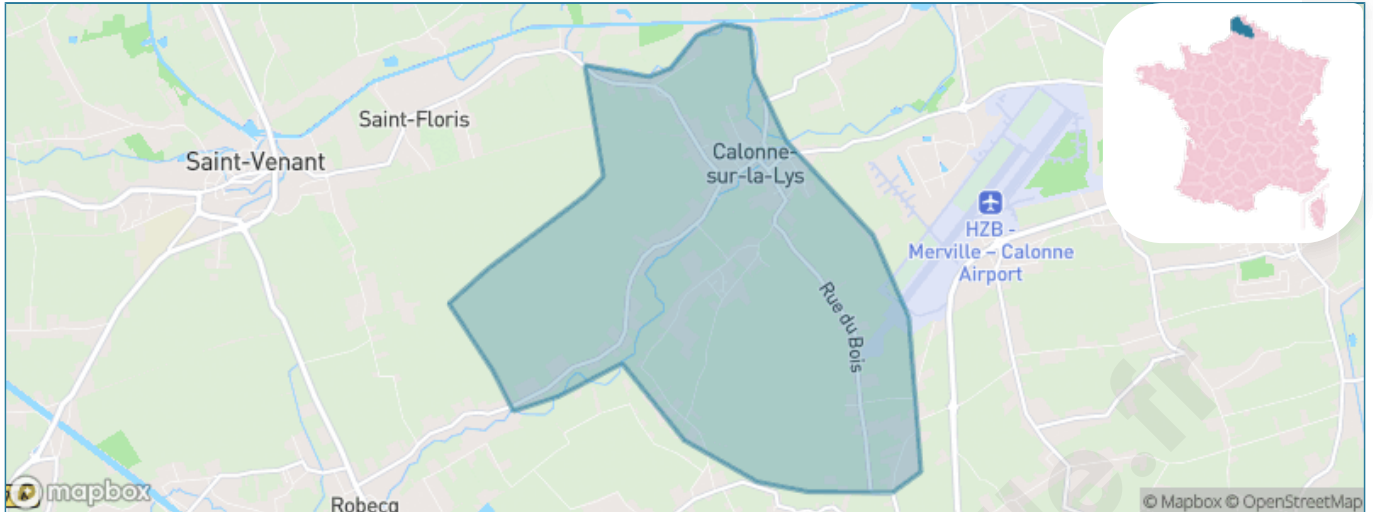 Saint-Floris
Saint-Venant
Calonne-
sur-la-Lys
HZB -
Merville – Calonne
Airport
Rue du Bois
Robecq
mapbox
© Mapbox © OpenStreetMap